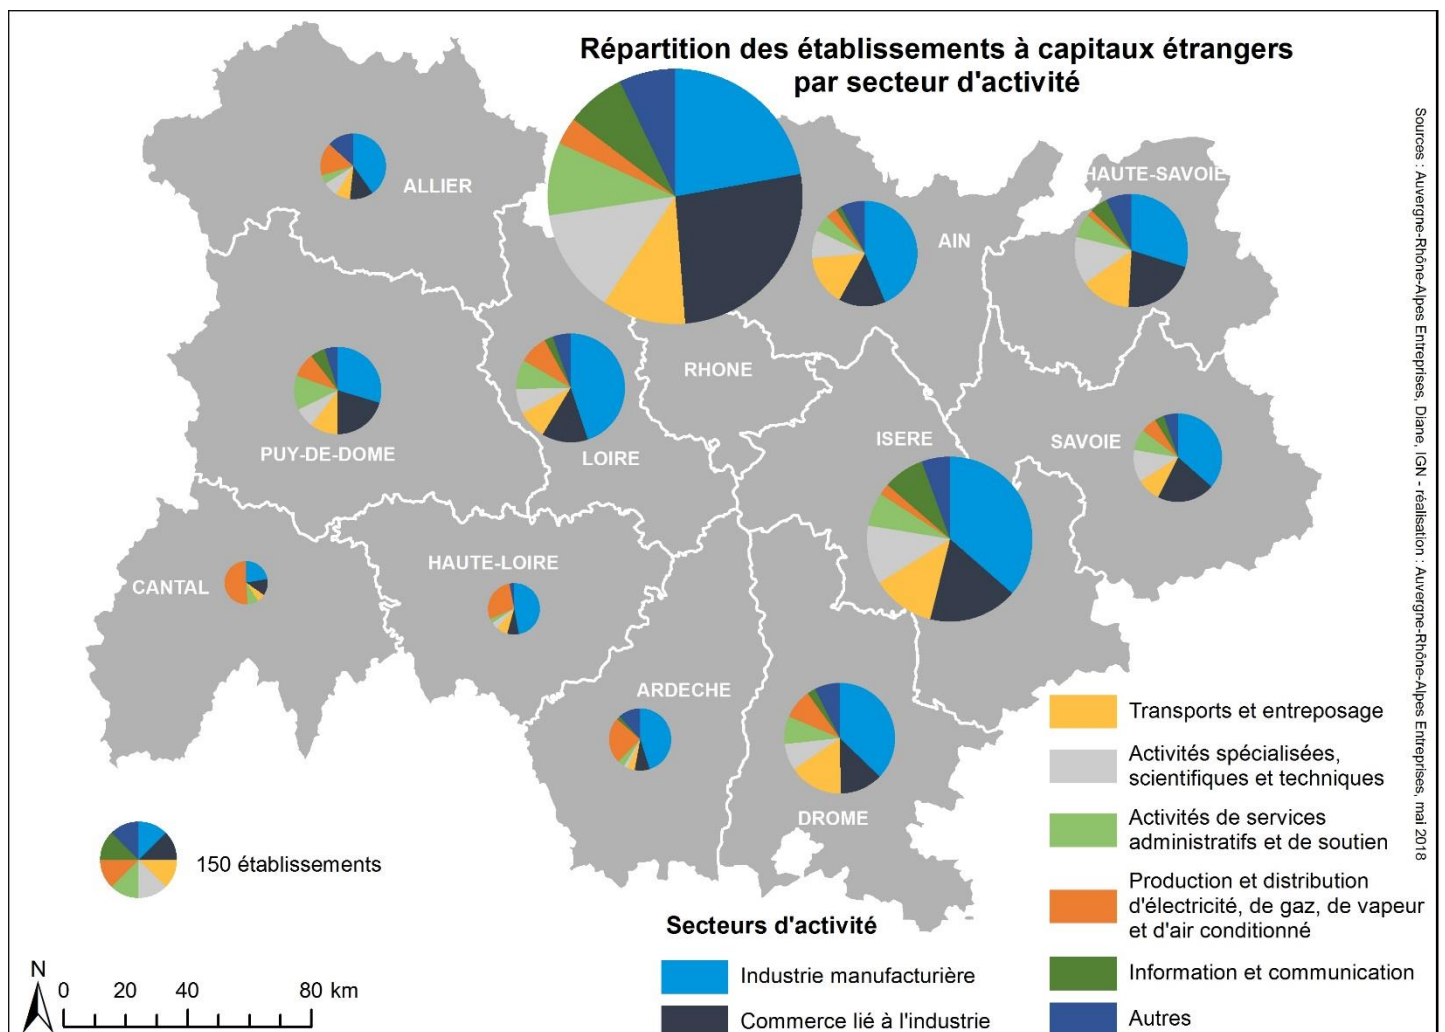 Répartition des établissements à capitaux étrangers
par secteur d'activité
HAUTE-SAVOIE
ALLIER
AIN
RHONE
ISERE
SAVOIE
PUY-DE-DOME
LOIRE
HAUTE-LOIRE
CANTAL
ARDECHE
DROME
150 établissements
N
0 20 40 80 km
Secteurs d'activité
Industrie manufacturière
Commerce lié à l'industrie
Transports et entreposage
Activités spécialisées,
scientifiques et techniques
Activités de services
administratifs et de soutien
Production et distribution
d'électricité, de gaz, de vapeur
et d'air conditionné
Information et communication
Autres
Sources : Auvergne-Rhône-Alpes Entreprises, Diane, IGN - réalisation : Auvergne-Rhône-Alpes Entreprises, mai 2018